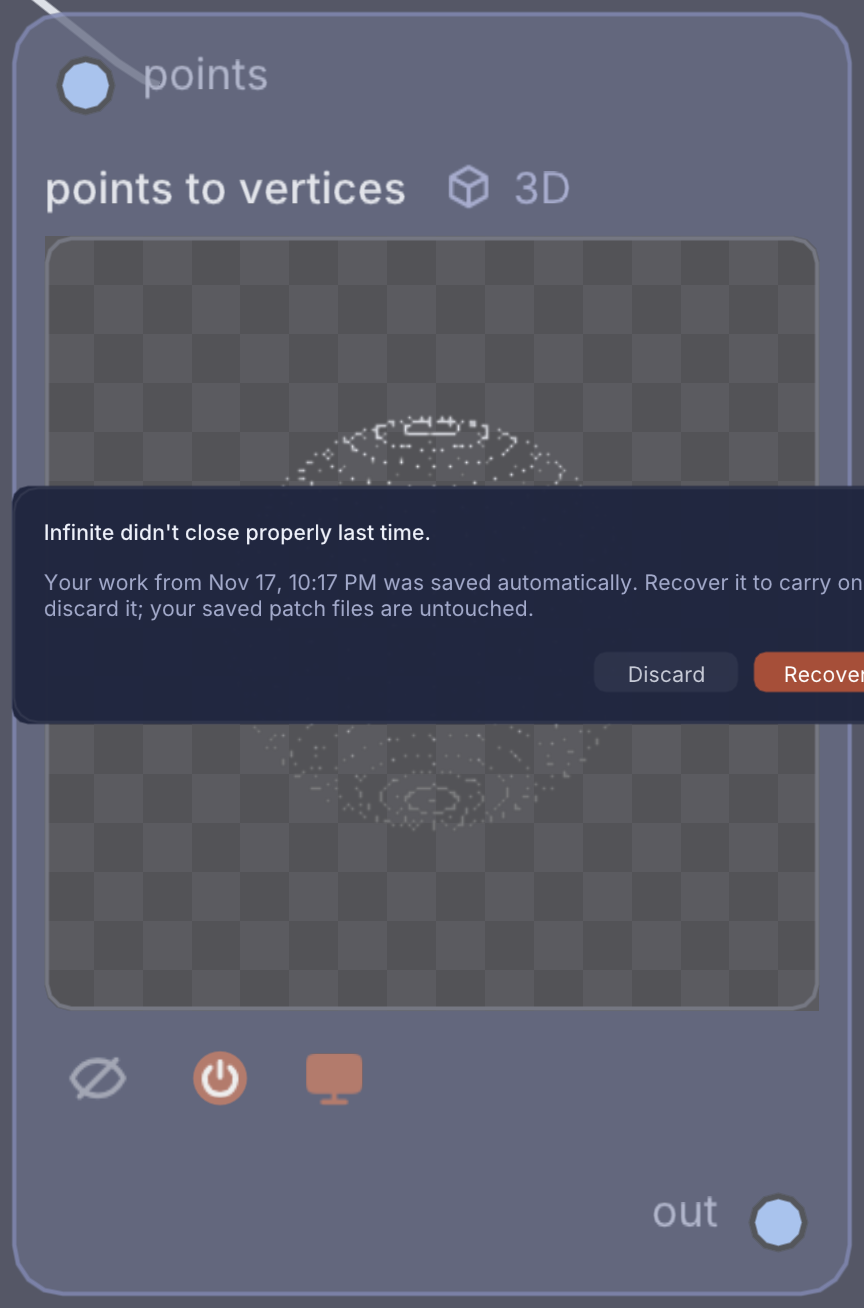 points
points to vertices 3D
Infinite didn't close properly last time.
Your work from Nov 17, 10:17 PM was saved automatically. Recover it to carry on
discard it; your saved patch files are untouched.
Discard Recover
out